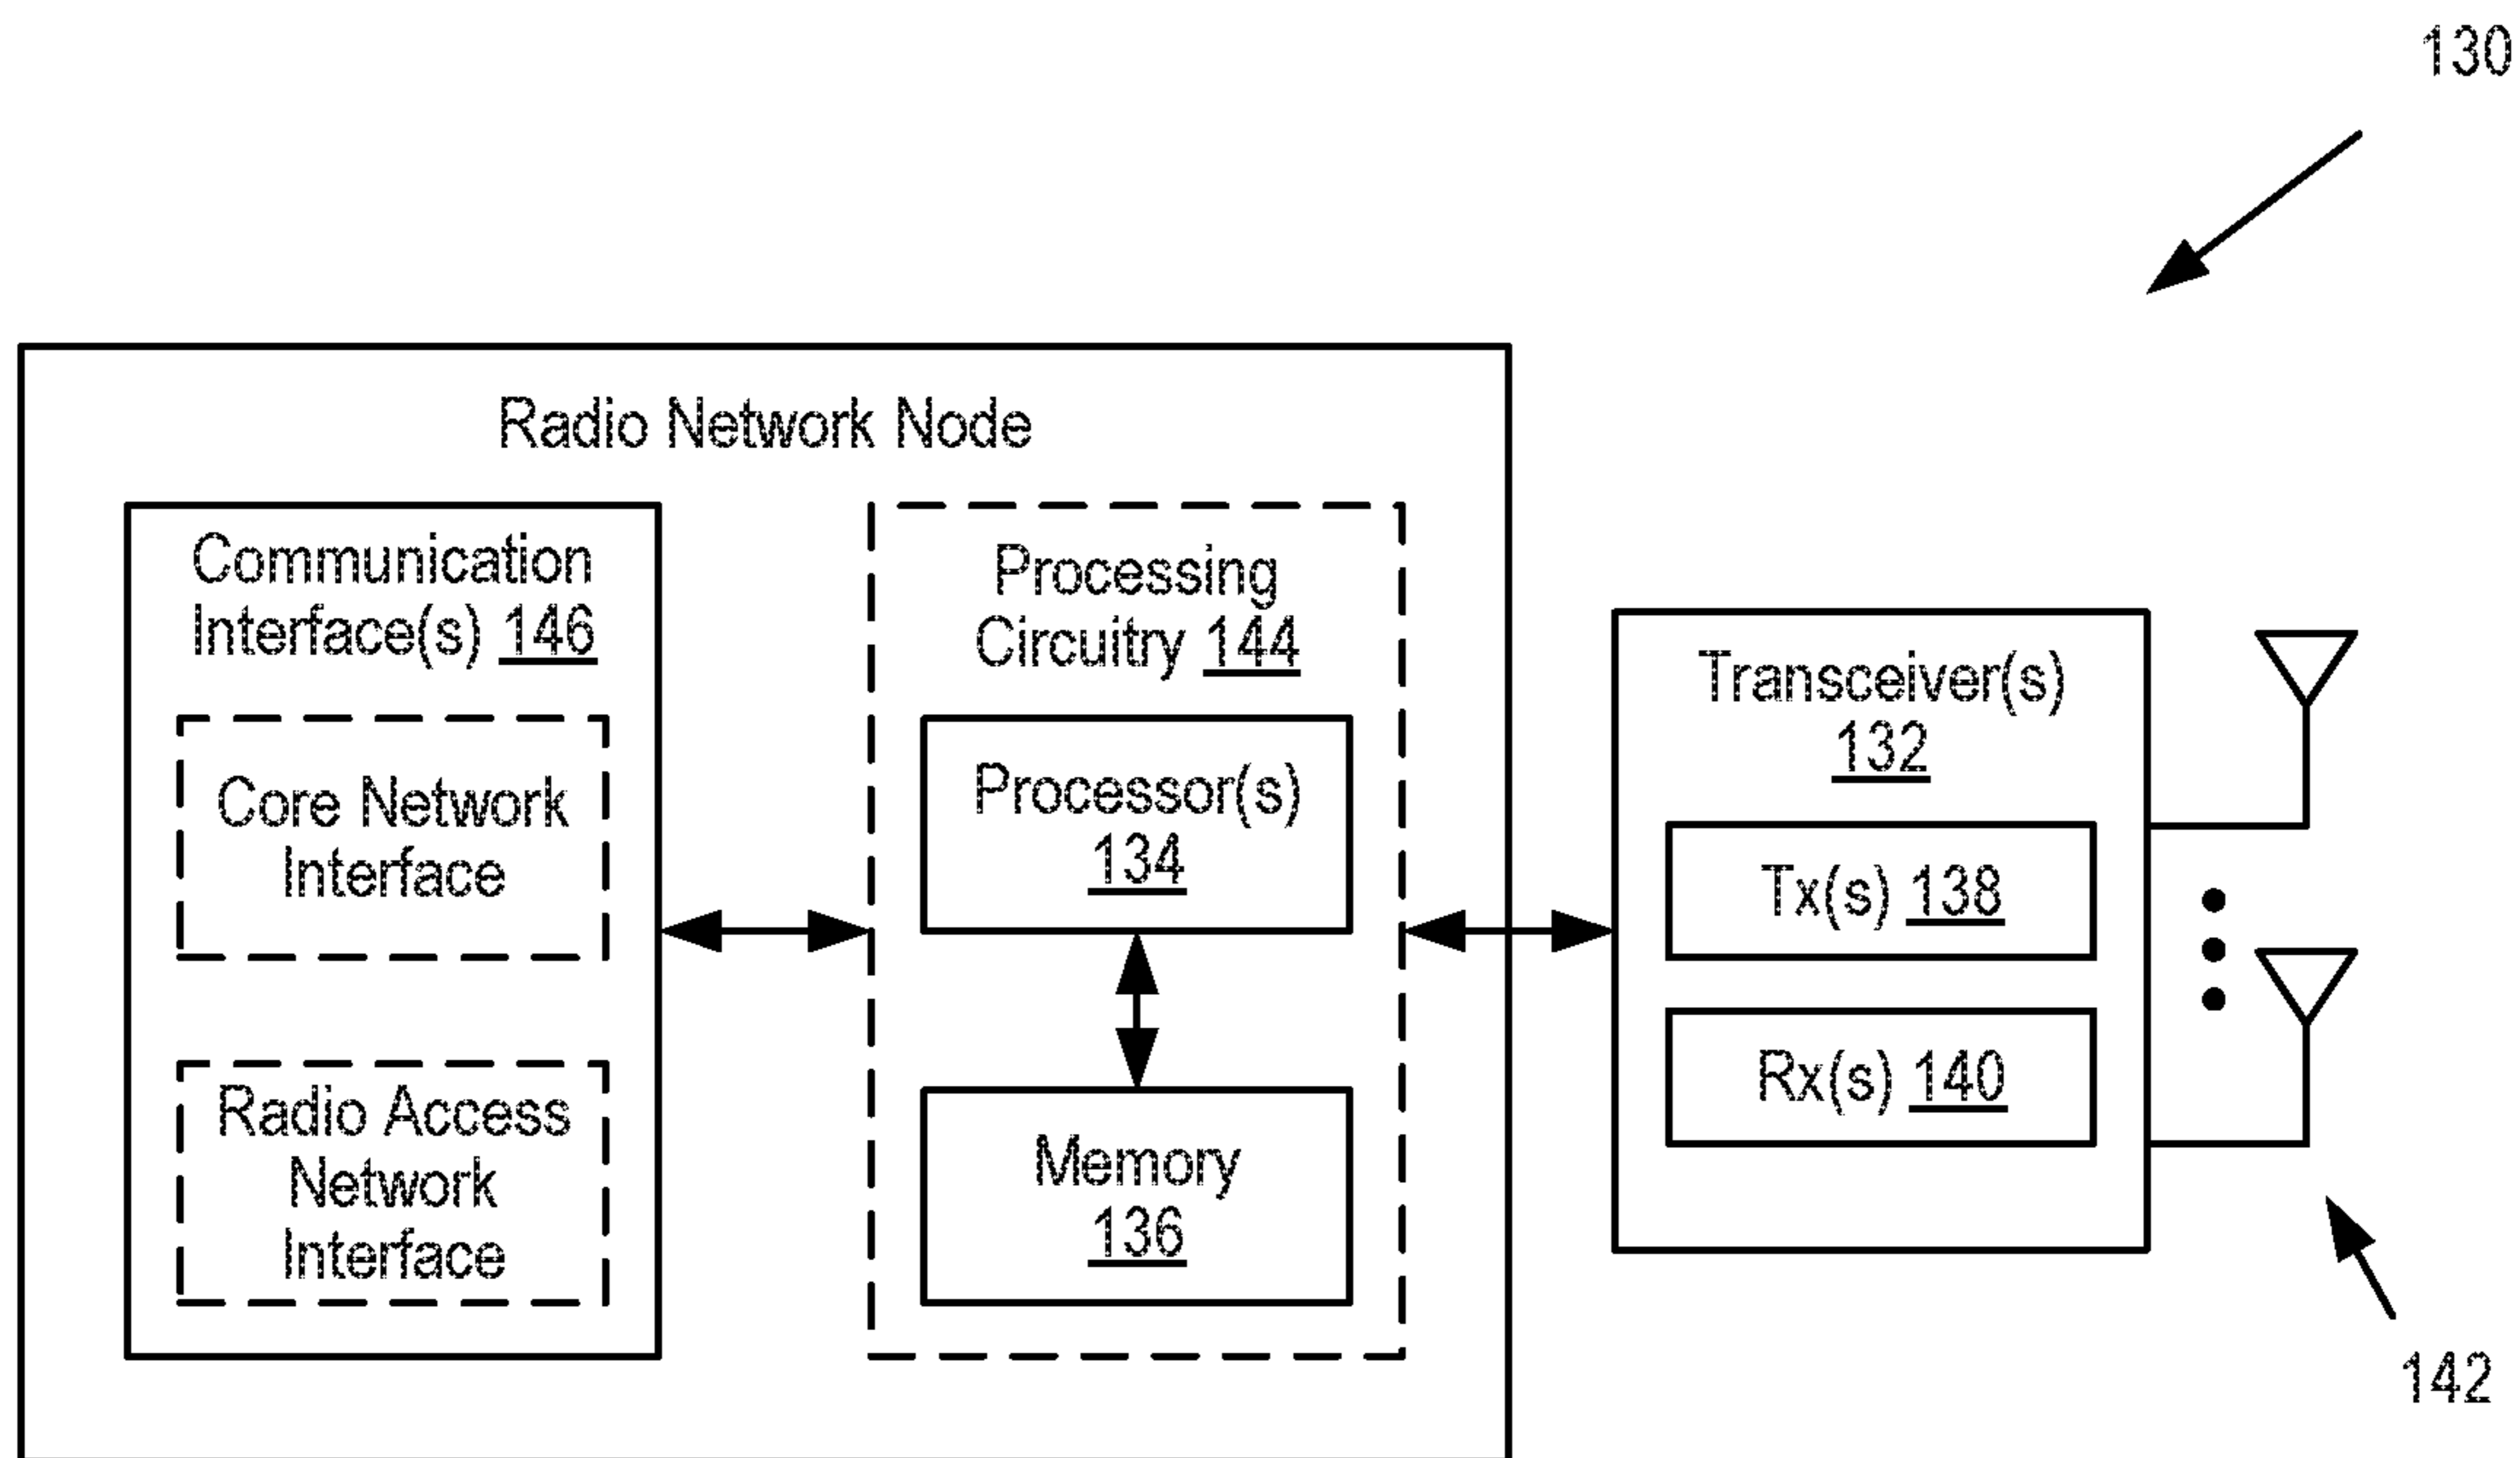 130
Radio Network Node
Communication
Interface(s) 146
Core Network
Interface
Radio Access
Network
Interface
Processing
Circuitry 144
Processor(s)
134
Memory
136
Transceiver(s)
132
Tx(s) 138
Rx(s) 140
142